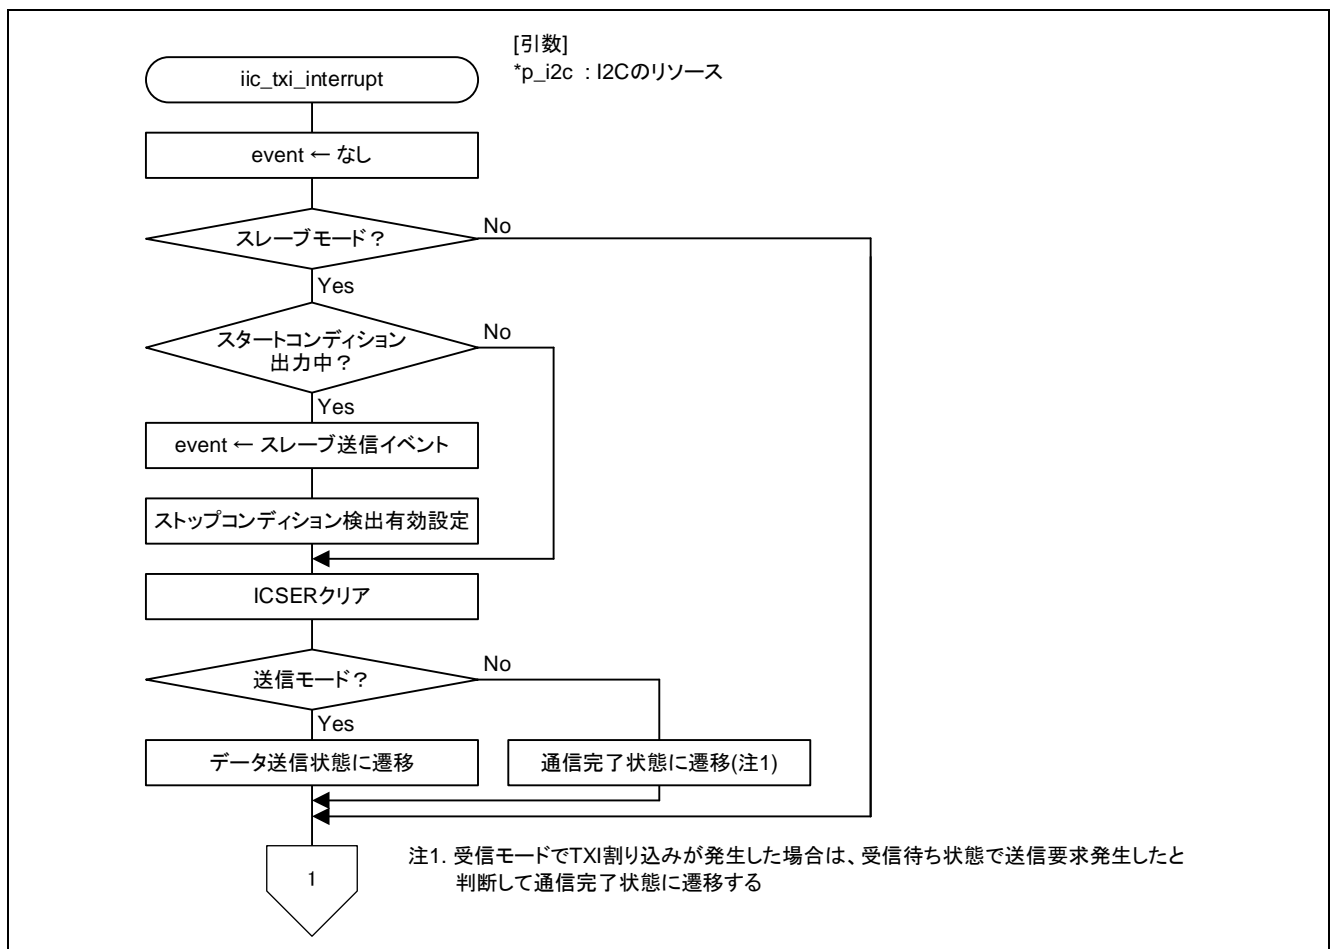 [引数]
*p_i2c : I2Cのリソース
iic_txi_interrupt
event ← なし
スレーブモード？
No
Yes
スタートコンディション
出力中？
No
Yes
event ← スレーブ送信イベント
ストップコンディション検出有効設定
ICSERクリア
送信モード？
No
Yes
データ送信状態に遷移
通信完了状態に遷移(注1)
1
注1. 受信モードでTXI割り込みが発生した場合は、受信待ち状態で送信要求発生したと
判断して通信完了状態に遷移する